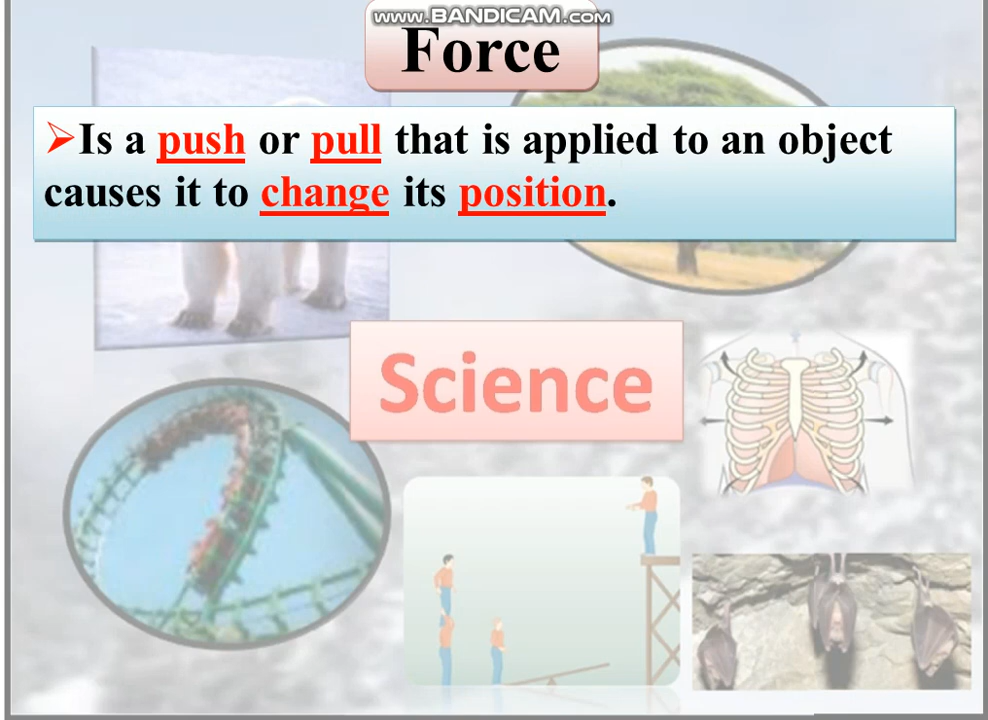 www.BANDICAM.com
Force
➢Is a push or pull that is applied to an object
causes it to change its position.
Science